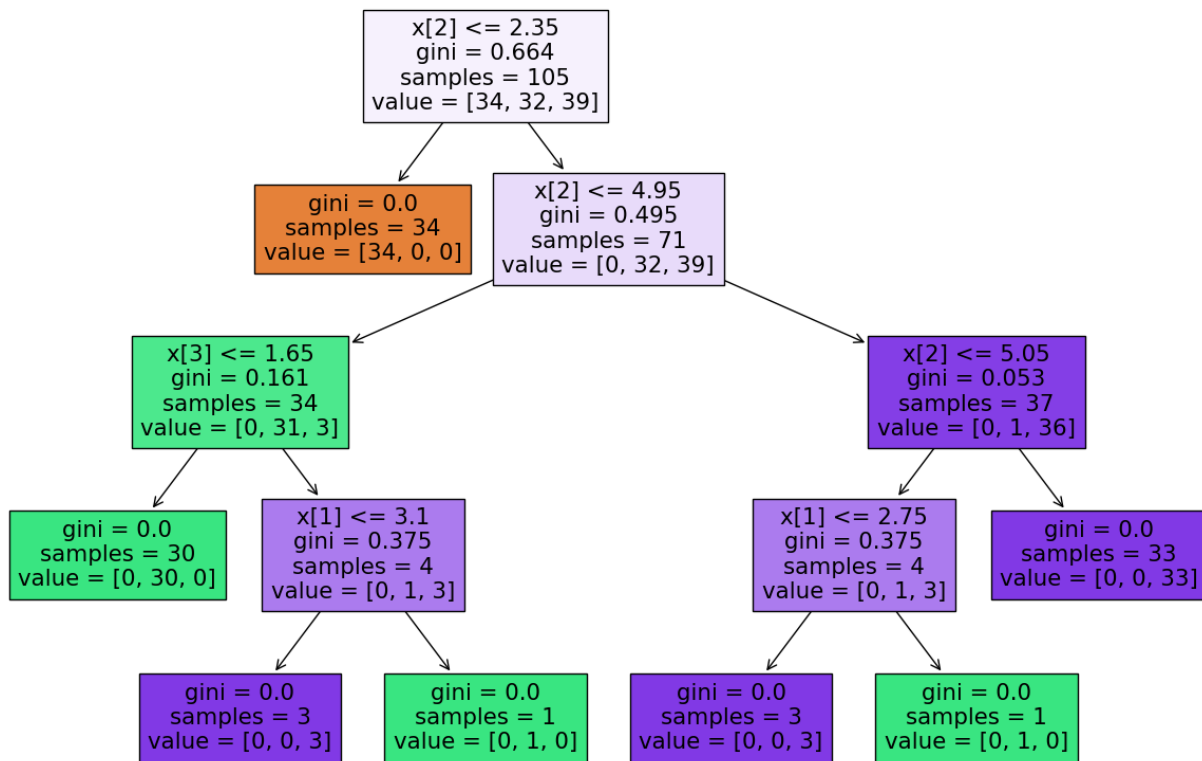 x[2] <= 2.35
gini = 0.664
samples = 105
value = [34, 32, 39]
gini = 0.0
samples = 34
value = [34, 0, 0]
x[2] <= 4.95
gini = 0.495
samples = 71
value = [0, 32, 39]
x[3] <= 1.65
gini = 0.161
samples = 34
value = [0, 31, 3]
x[2] <= 5.05
gini = 0.053
samples = 37
value = [0, 1, 36]
gini = 0.0
samples = 30
value = [0, 30, 0]
x[1] <= 3.1
gini = 0.375
samples = 4
value = [0, 1, 3]
x[1] <= 2.75
gini = 0.375
samples = 4
value = [0, 1, 3]
gini = 0.0
samples = 33
value = [0, 0, 33]
gini = 0.0
samples = 3
value = [0, 0, 3]
gini = 0.0
samples = 1
value = [0, 1, 0]
gini = 0.0
samples = 3
value = [0, 0, 3]
gini = 0.0
samples = 1
value = [0, 1, 0]